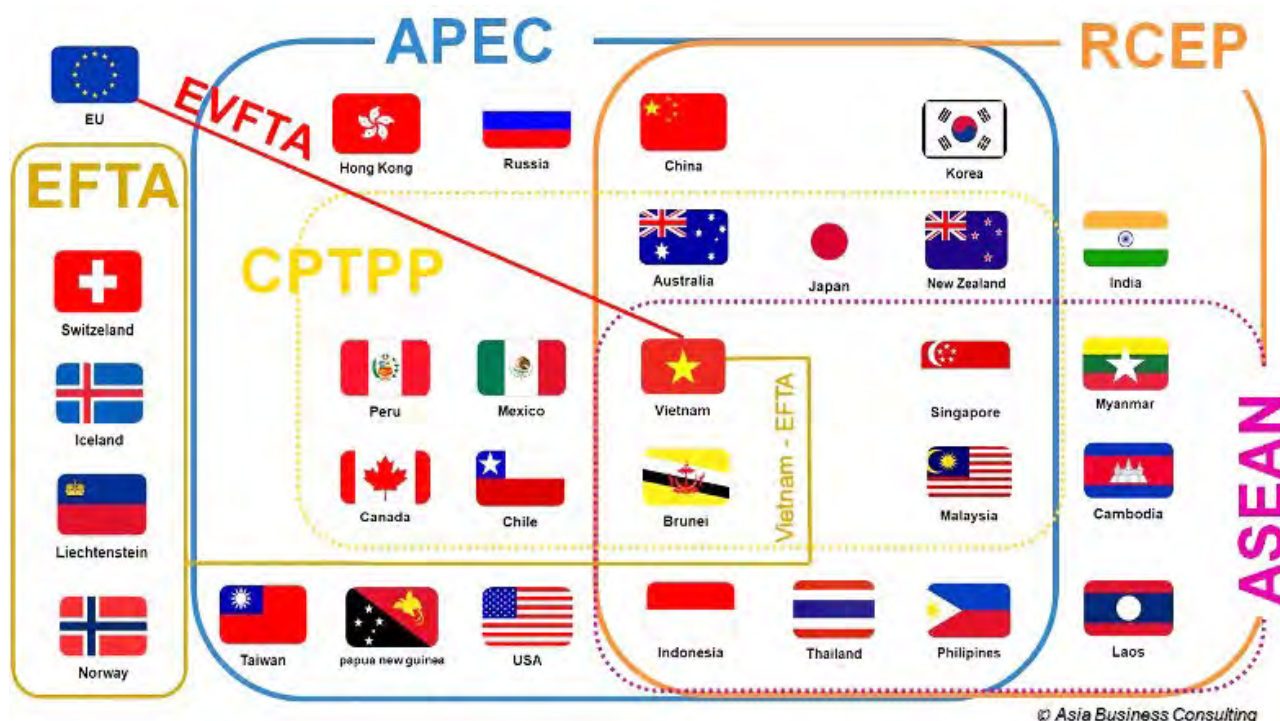 APEC
RCEP
EU
EVFTA
Hong Kong
Russia
China
Korea
EFTA
CPTPP
Australia
Japan
New Zealand
India
Switzeland
Peru
Mexico
Vietnam
Singapore
Myanmar
Iceland
Vietnam - EFTA
Canada
Chile
Brunei
Malaysia
Cambodia
ASEAN
Liechtenstein
Taiwan
papua new guinea
USA
Indonesia
Thailand
Philipines
Laos
Norway
© Asia Business Consulting